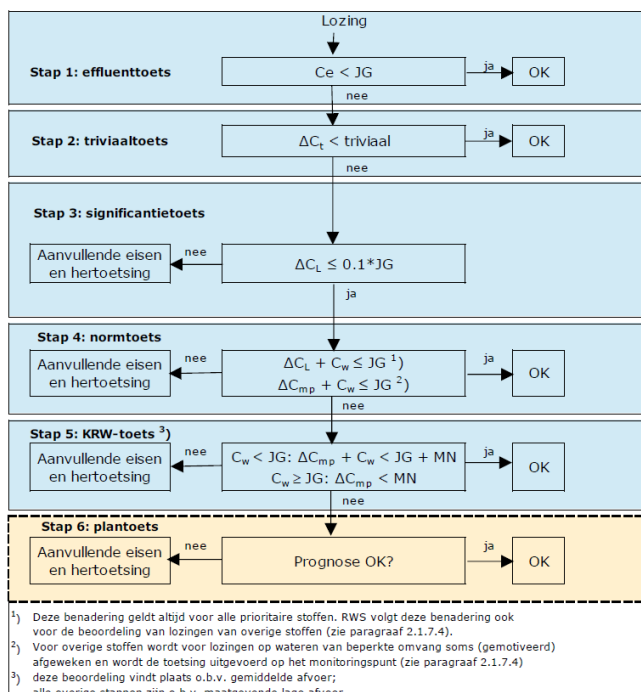 Lozing
Stap 1: effluenttoets
Ce < JG
ja
OK
nee
Stap 2: triviaaltoets
ΔCt < triviaal
ja
OK
nee
Stap 3: significantietoets
Aanvullende eisen
en hertoetsing
nee
ΔCL ≤ 0.1*JG
ja
Stap 4: normtoets
Aanvullende eisen
en hertoetsing
nee
ΔCL + Cw ≤ JG 1)
ΔCmp + Cw ≤ JG 2)
ja
OK
nee
Stap 5: KRW-toets 3)
Aanvullende eisen
en hertoetsing
nee
Cw < JG: ΔCmp + Cw < JG + MN
Cw ≥ JG: ΔCmp < MN
ja
OK
nee
Stap 6: plantoets
Aanvullende eisen
en hertoetsing
nee
Prognose OK?
ja
OK
1) Deze benadering geldt altijd voor alle prioritaire stoffen. RWS volgt deze benadering ook
voor de beoordeling van lozingen van overige stoffen (zie paragraaf 2.1.7.4).
2) Voor overige stoffen wordt voor lozingen op wateren van beperkte omvang soms (gemotiveerd)
afgeweken en wordt de toetsing uitgevoerd op het monitoringspunt (zie paragraaf 2.1.7.4)
3) deze beoordeling vindt plaats o.b.v. gemiddelde afvoer;
alle overige stappen zijn o.b.v. maatgevende lage afvoer